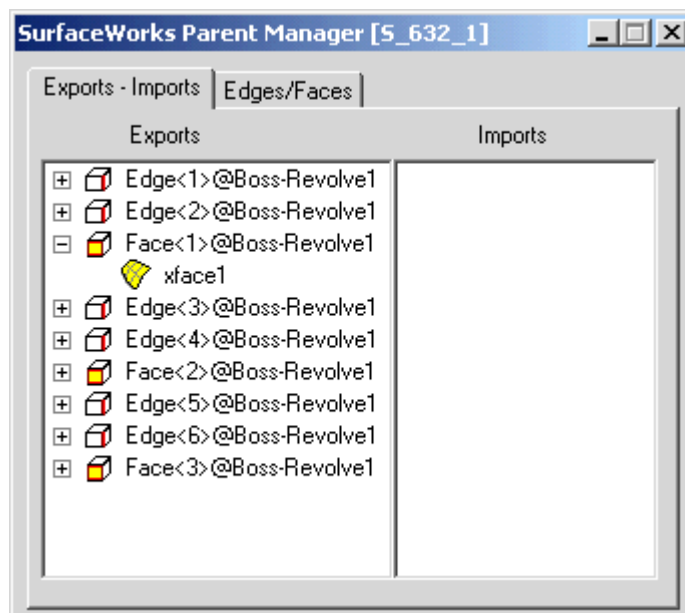 SurfaceWorks Parent Manager [S_632_1]
Exports - Imports Edges/Faces
Exports Imports
Edge<1>@Boss-Revolve1
Edge<2>@Boss-Revolve1
Face<1>@Boss-Revolve1
xface1
Edge<3>@Boss-Revolve1
Edge<4>@Boss-Revolve1
Face<2>@Boss-Revolve1
Edge<5>@Boss-Revolve1
Edge<6>@Boss-Revolve1
Face<3>@Boss-Revolve1